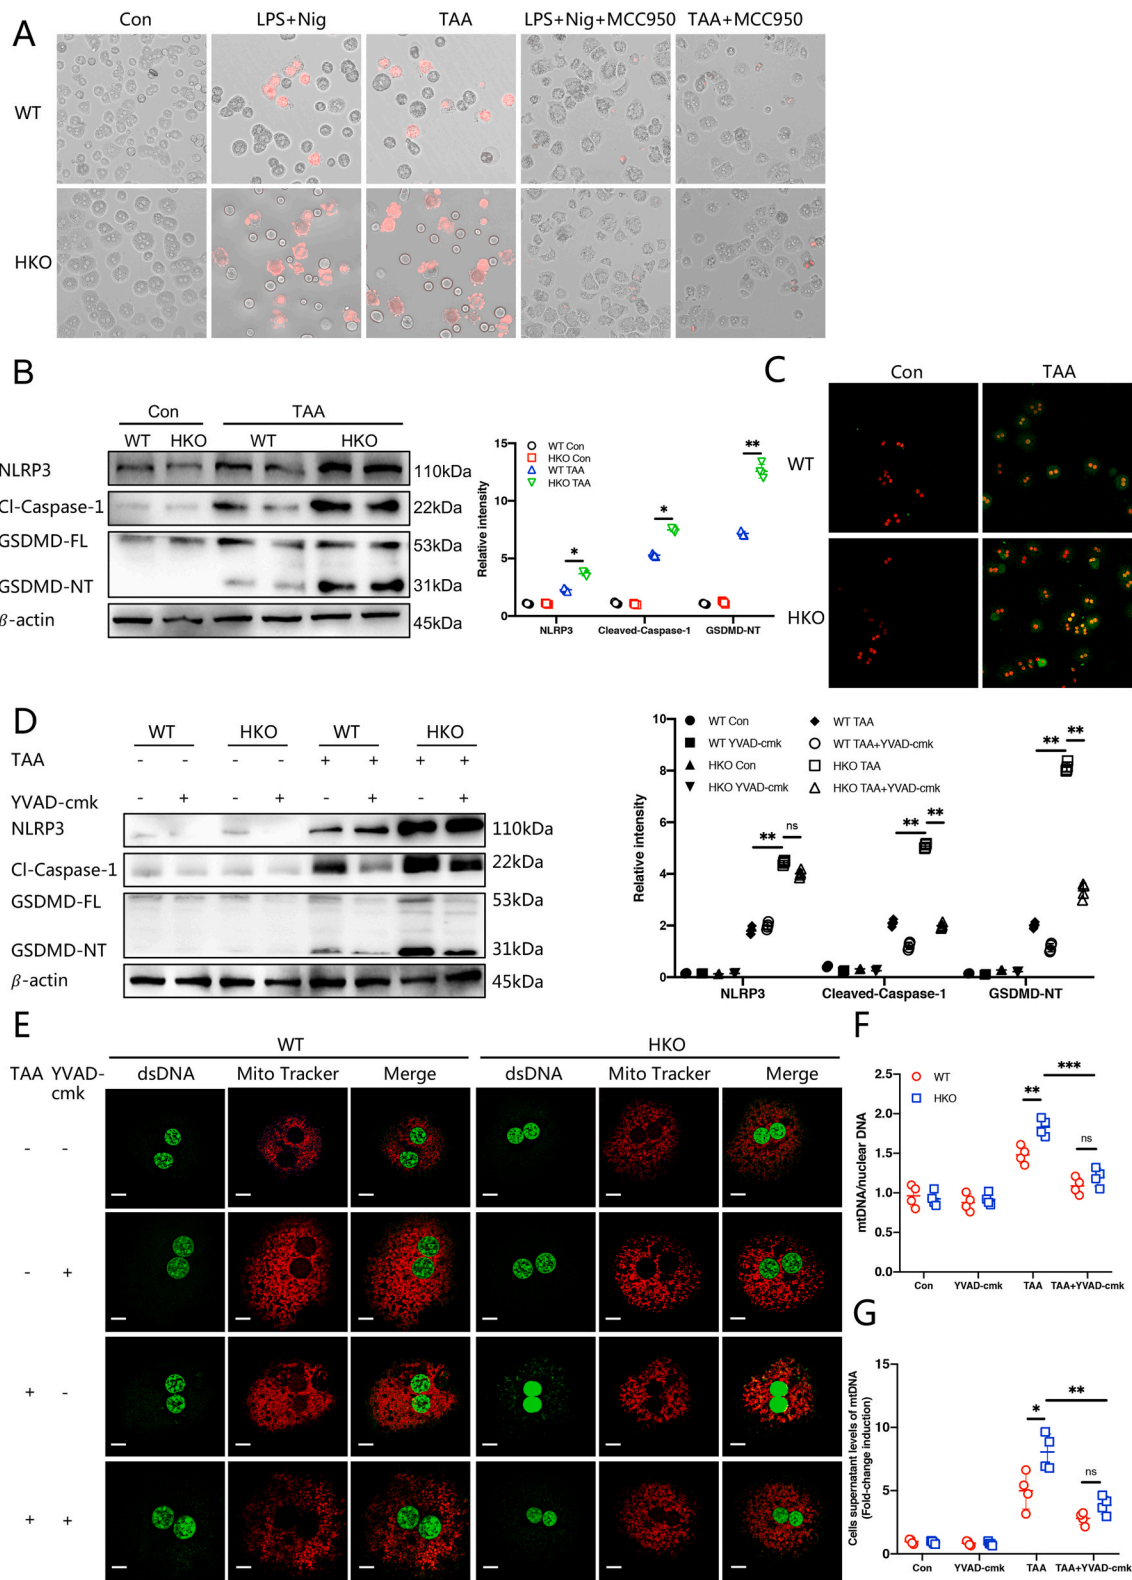 A
Con LPS+Nig TAA LPS+Nig+MCC950 TAA+MCC950
WT
HKO
B
Con TAA
WT HKO WT HKO
NLRP3 110kDa
Cl-Caspase-1 22kDa
GSDMD-FL 53kDa
GSDMD-NT 31kDa
β-actin 45kDa
Relative intensity
15
10
5
0
WT Con
HKO Con
WT TAA
HKO TAA
* * **
NLRP3 Cleaved-Caspase-1 GSDMD-NT
C
Con TAA
WT
HKO
D
WT HKO WT HKO
TAA - - - - + + + +
YVAD-cmk - + - + - + - +
NLRP3 110kDa
Cl-Caspase-1 22kDa
GSDMD-FL 53kDa
GSDMD-NT 31kDa
β-actin 45kDa
Relative intensity
10
8
6
4
2
0
WT Con WT TAA
WT YVAD-cmk WT TAA+YVAD-cmk
HKO Con HKO TAA
HKO YVAD-cmk HKO TAA+YVAD-cmk
** ns ** ** ** **
NLRP3 Cleaved-Caspase-1 GSDMD-NT
E
WT HKO
TAA YVAD-cmk dsDNA Mito Tracker Merge dsDNA Mito Tracker Merge
- -
- +
+ -
+ +
F
mtDNA/nuclear DNA
2.5
2.0
1.5
1.0
0.5
0.0
WT
HKO
** *** ns
Con YVAD-cmk TAA TAA+YVAD-cmk
G
Cells supernatant levels of mtDNA
(Fold-change induction)
15
10
5
0
* ** ns
Con YVAD-cmk TAA TAA+YVAD-cmk